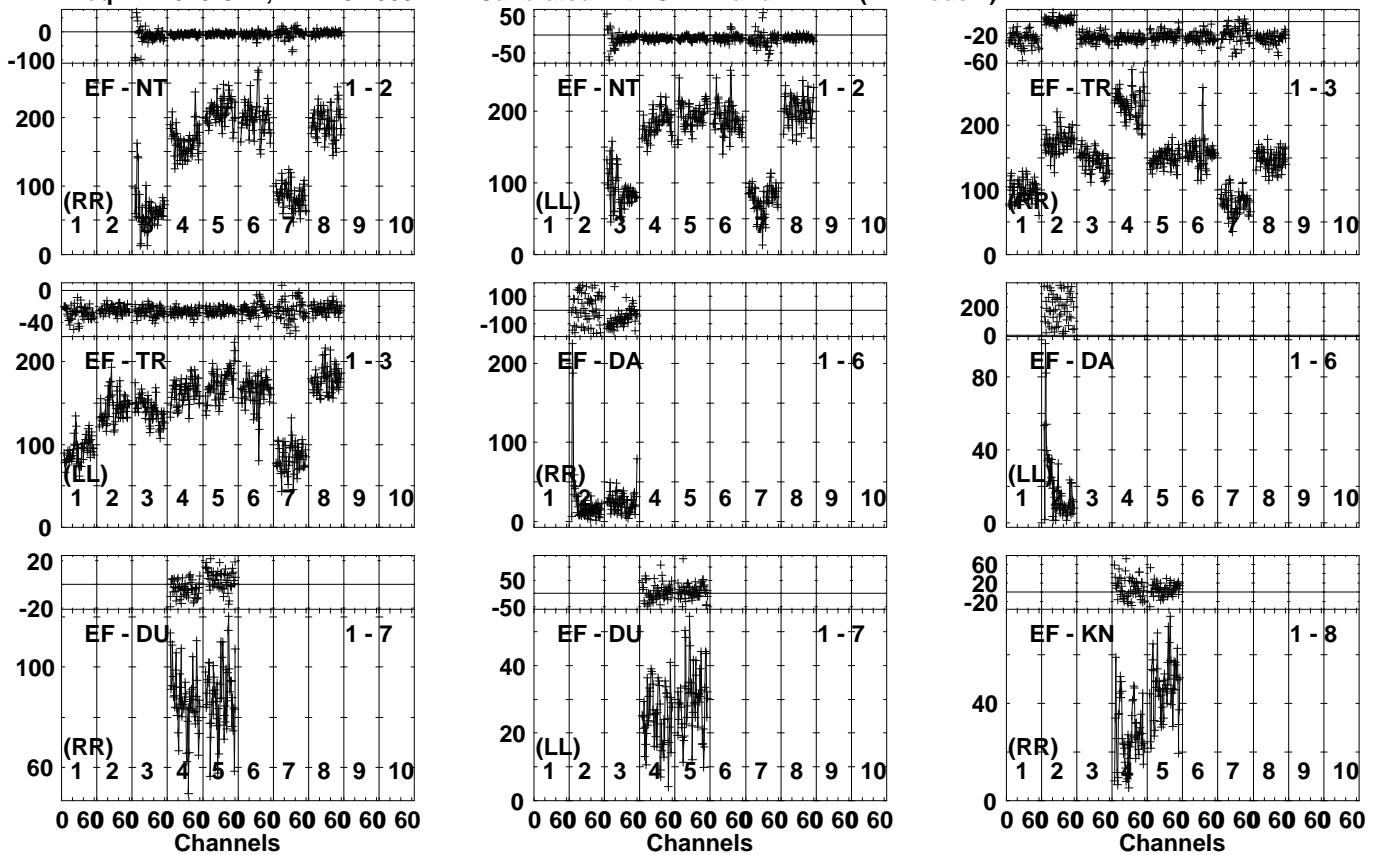 0
-100
EF - NT 1 - 2
200
100
(RR)
1 2 3 4 5 6 7 8 9 10
0
50
-50
EF - NT 1 - 2
200
100
(LL)
1 2 3 4 5 6 7 8 9 10
0
-20
-60
EF - TR 1 - 3
200
100
(RR)
1 2 3 4 5 6 7 8 9 10
0
0
-40
EF - TR 1 - 3
200
100
(LL)
1 2 3 4 5 6 7 8 9 10
0
100
-100
EF - DA 1 - 6
200
100
(RR)
1 2 3 4 5 6 7 8 9 10
0
200
0
EF - DA 1 - 6
80
40
(LL)
1 2 3 4 5 6 7 8 9 10
0
20
-20
EF - DU 1 - 7
100
(RR)
60
1 2 3 4 5 6 7 8 9 10
50
-50
EF - DU 1 - 7
40
20
(LL)
1 2 3 4 5 6 7 8 9 10
0
60
20
-20
EF - KN 1 - 8
40
(RR)
1 2 3 4 5 6 7 8 9 10
0
0 60 60 60 60 60 60 60 60 60 60
Channels
0 60 60 60 60 60 60 60 60 60 60
Channels
0 60 60 60 60 60 60 60 60 60 60
Channels